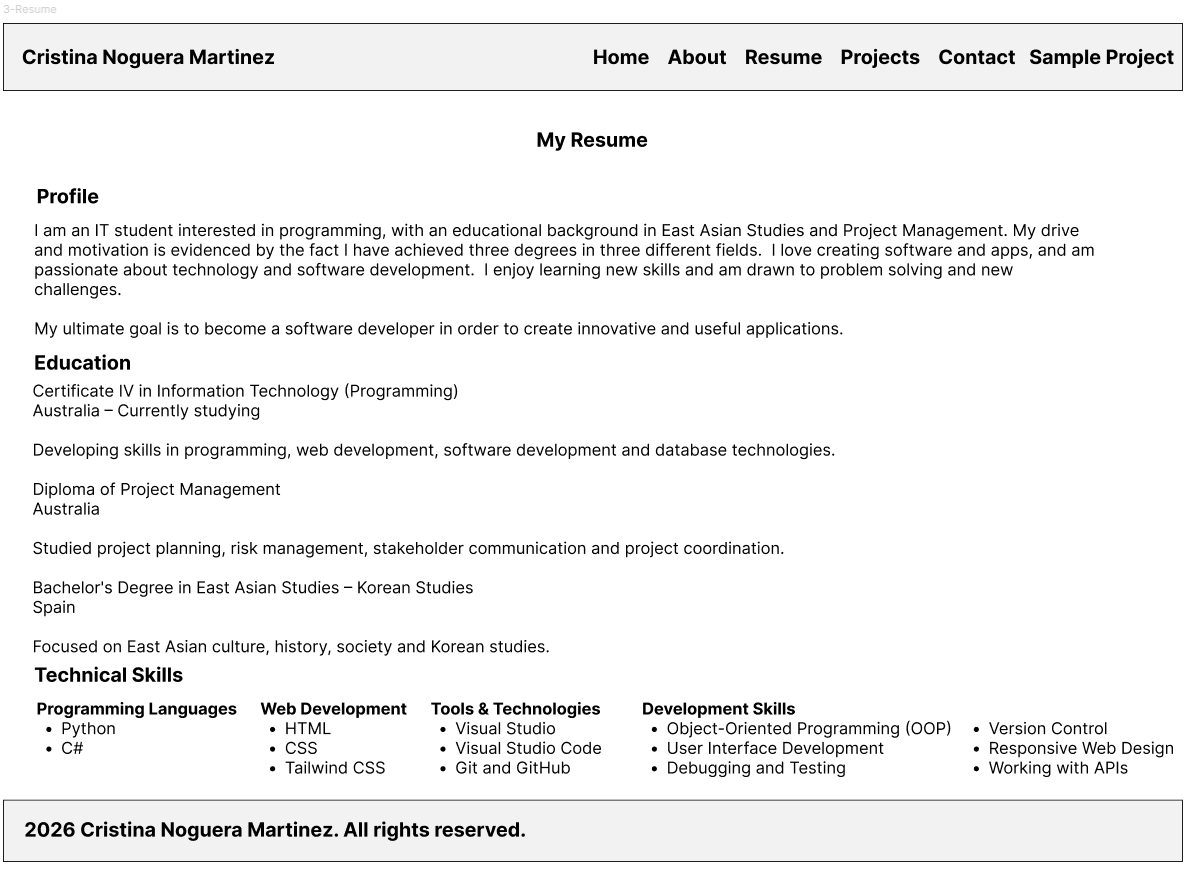 3-Resume
Cristina Noguera Martinez Home About Resume Projects Contact Sample Project
My Resume
Profile
I am an IT student interested in programming, with an educational background in East Asian Studies and Project Management. My drive
and motivation is evidenced by the fact I have achieved three degrees in three different fields.  I love creating software and apps, and am
passionate about technology and software development.  I enjoy learning new skills and am drawn to problem solving and new
challenges.
My ultimate goal is to become a software developer in order to create innovative and useful applications.
Education
Certificate IV in Information Technology (Programming)
Australia – Currently studying
Developing skills in programming, web development, software development and database technologies.
Diploma of Project Management
Australia
Studied project planning, risk management, stakeholder communication and project coordination.
Bachelor's Degree in East Asian Studies – Korean Studies
Spain
Focused on East Asian culture, history, society and Korean studies.
Technical Skills
Programming Languages
• Python
• C#
Web Development
• HTML
• CSS
• Tailwind CSS
Tools & Technologies
• Visual Studio
• Visual Studio Code
• Git and GitHub
Development Skills
• Object-Oriented Programming (OOP)
• User Interface Development
• Debugging and Testing
• Version Control
• Responsive Web Design
• Working with APIs
2026 Cristina Noguera Martinez. All rights reserved.